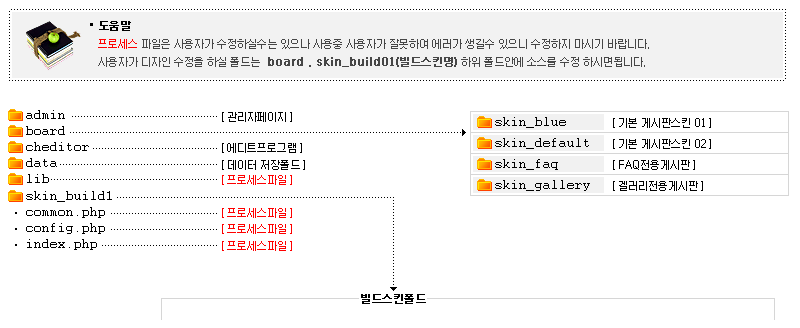 도움말
프로세스 파일은 사용자가 수정하실수는 있으나 사용중 사용자가 잘못하여 에러가 생길수 있으니 수정하지 마시기 바랍니다.
사용자가 디자인 수정을 하실 폴드는 board , skin_build01(빌드스킨명) 하위 폴드안에 소스를 수정 하시면됩니다.
admin [ 관리자페이지 ]
board
cheditor [ 에디트프로그램 ]
data [ 데이터 저장폴드 ]
lib [ 프로세스파일 ]
skin_build1
· common.php [ 프로세스파일 ]
· config.php [ 프로세스파일 ]
· index.php [ 프로세스파일 ]
skin_blue [ 기본 게시판스킨 01 ]
skin_default [ 기본 게시판스킨 02 ]
skin_faq [ FAQ전용게시판 ]
skin_gallery [ 겔러리전용게시판 ]
빌드스킨폴드